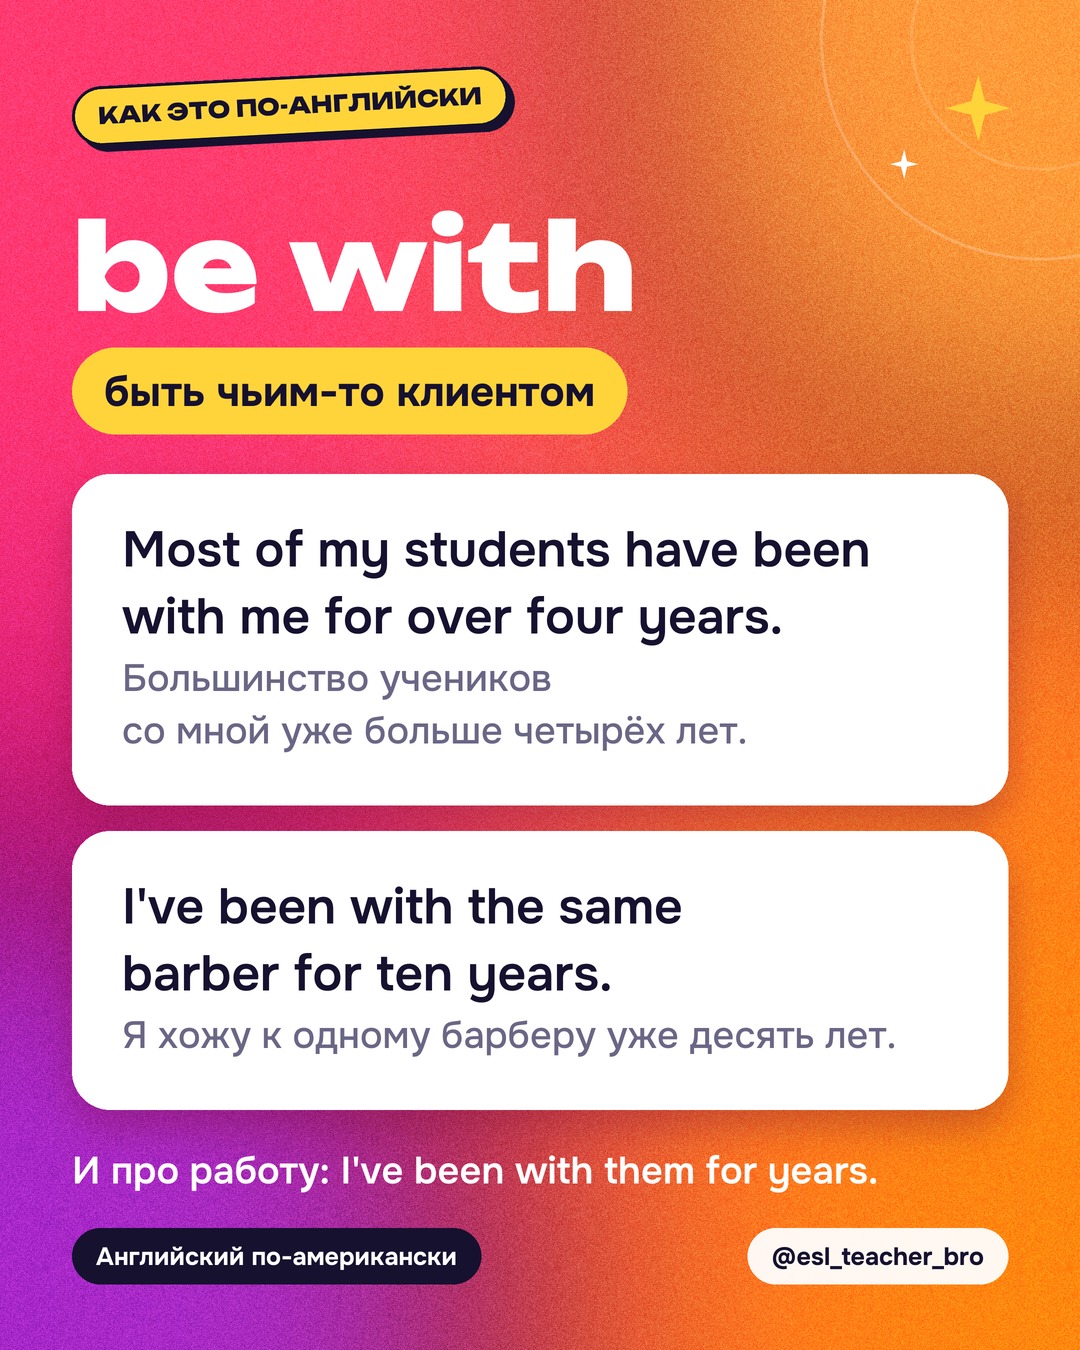 КАК ЭТО ПО-АНГЛИЙСКИ
be with
быть чьим-то клиентом
Most of my students have been
with me for over four years.
Большинство учеников
со мной уже больше четырёх лет.
I've been with the same
barber for ten years.
Я хожу к одному барберу уже десять лет.
И про работу: I've been with them for years.
Английский по-американски
@esl_teacher_bro